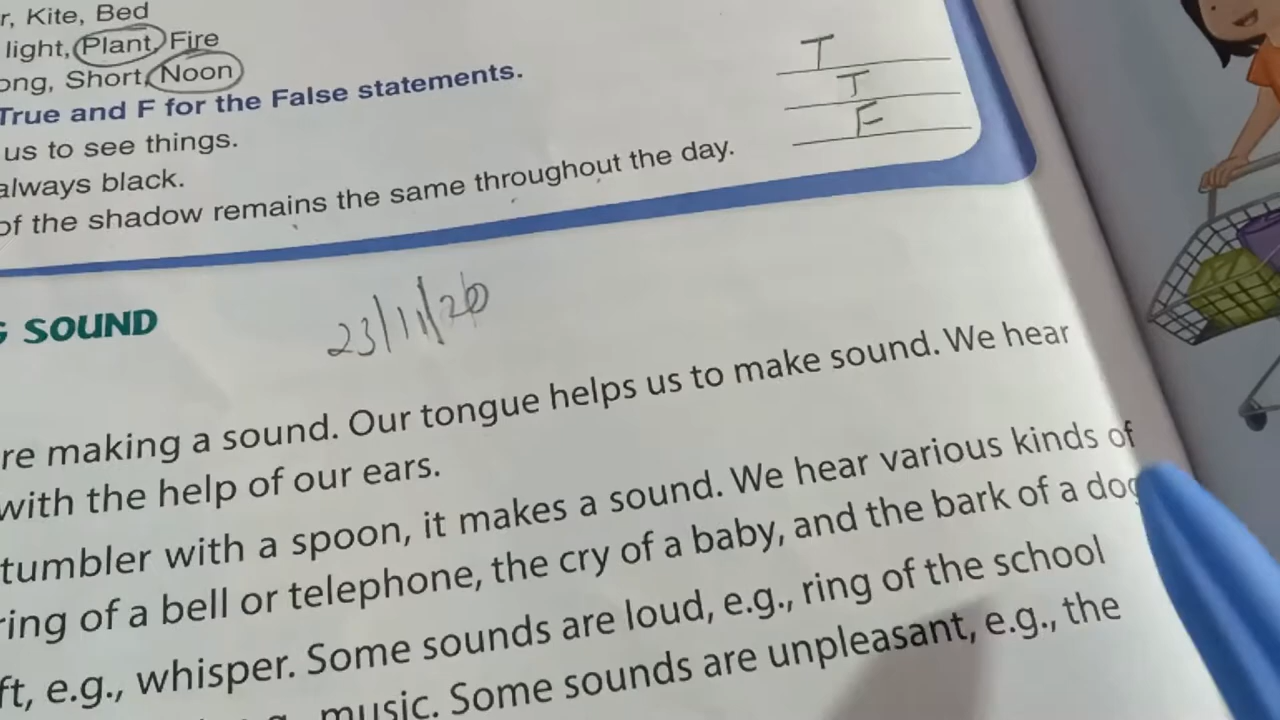 r, Kite, Bed
light, Plant, Fire
ong, Short, Noon
True and F for the False statements.
us to see things. T
always black. T
of the shadow remains the same throughout the day. F
G SOUND
23/11/20
re making a sound. Our tongue helps us to make sound. We hear
with the help of our ears.
tumbler with a spoon, it makes a sound. We hear various kinds of
ring of a bell or telephone, the cry of a baby, and the bark of a dog
ft, e.g., whisper. Some sounds are loud, e.g., ring of the school
music. Some sounds are unpleasant, e.g., the